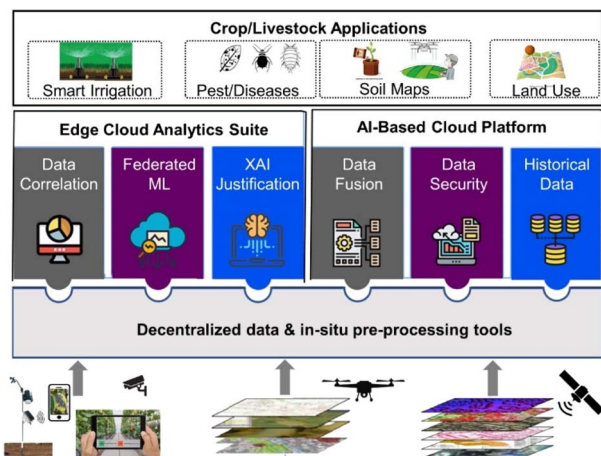 Crop/Livestock Applications
Smart Irrigation
Pest/Diseases
Soil Maps
Land Use
Edge Cloud Analytics Suite
AI-Based Cloud Platform
Data
Correlation
Federated
ML
XAI
Justification
Data
Fusion
Data
Security
Historical
Data
Decentralized data & in-situ pre-processing tools